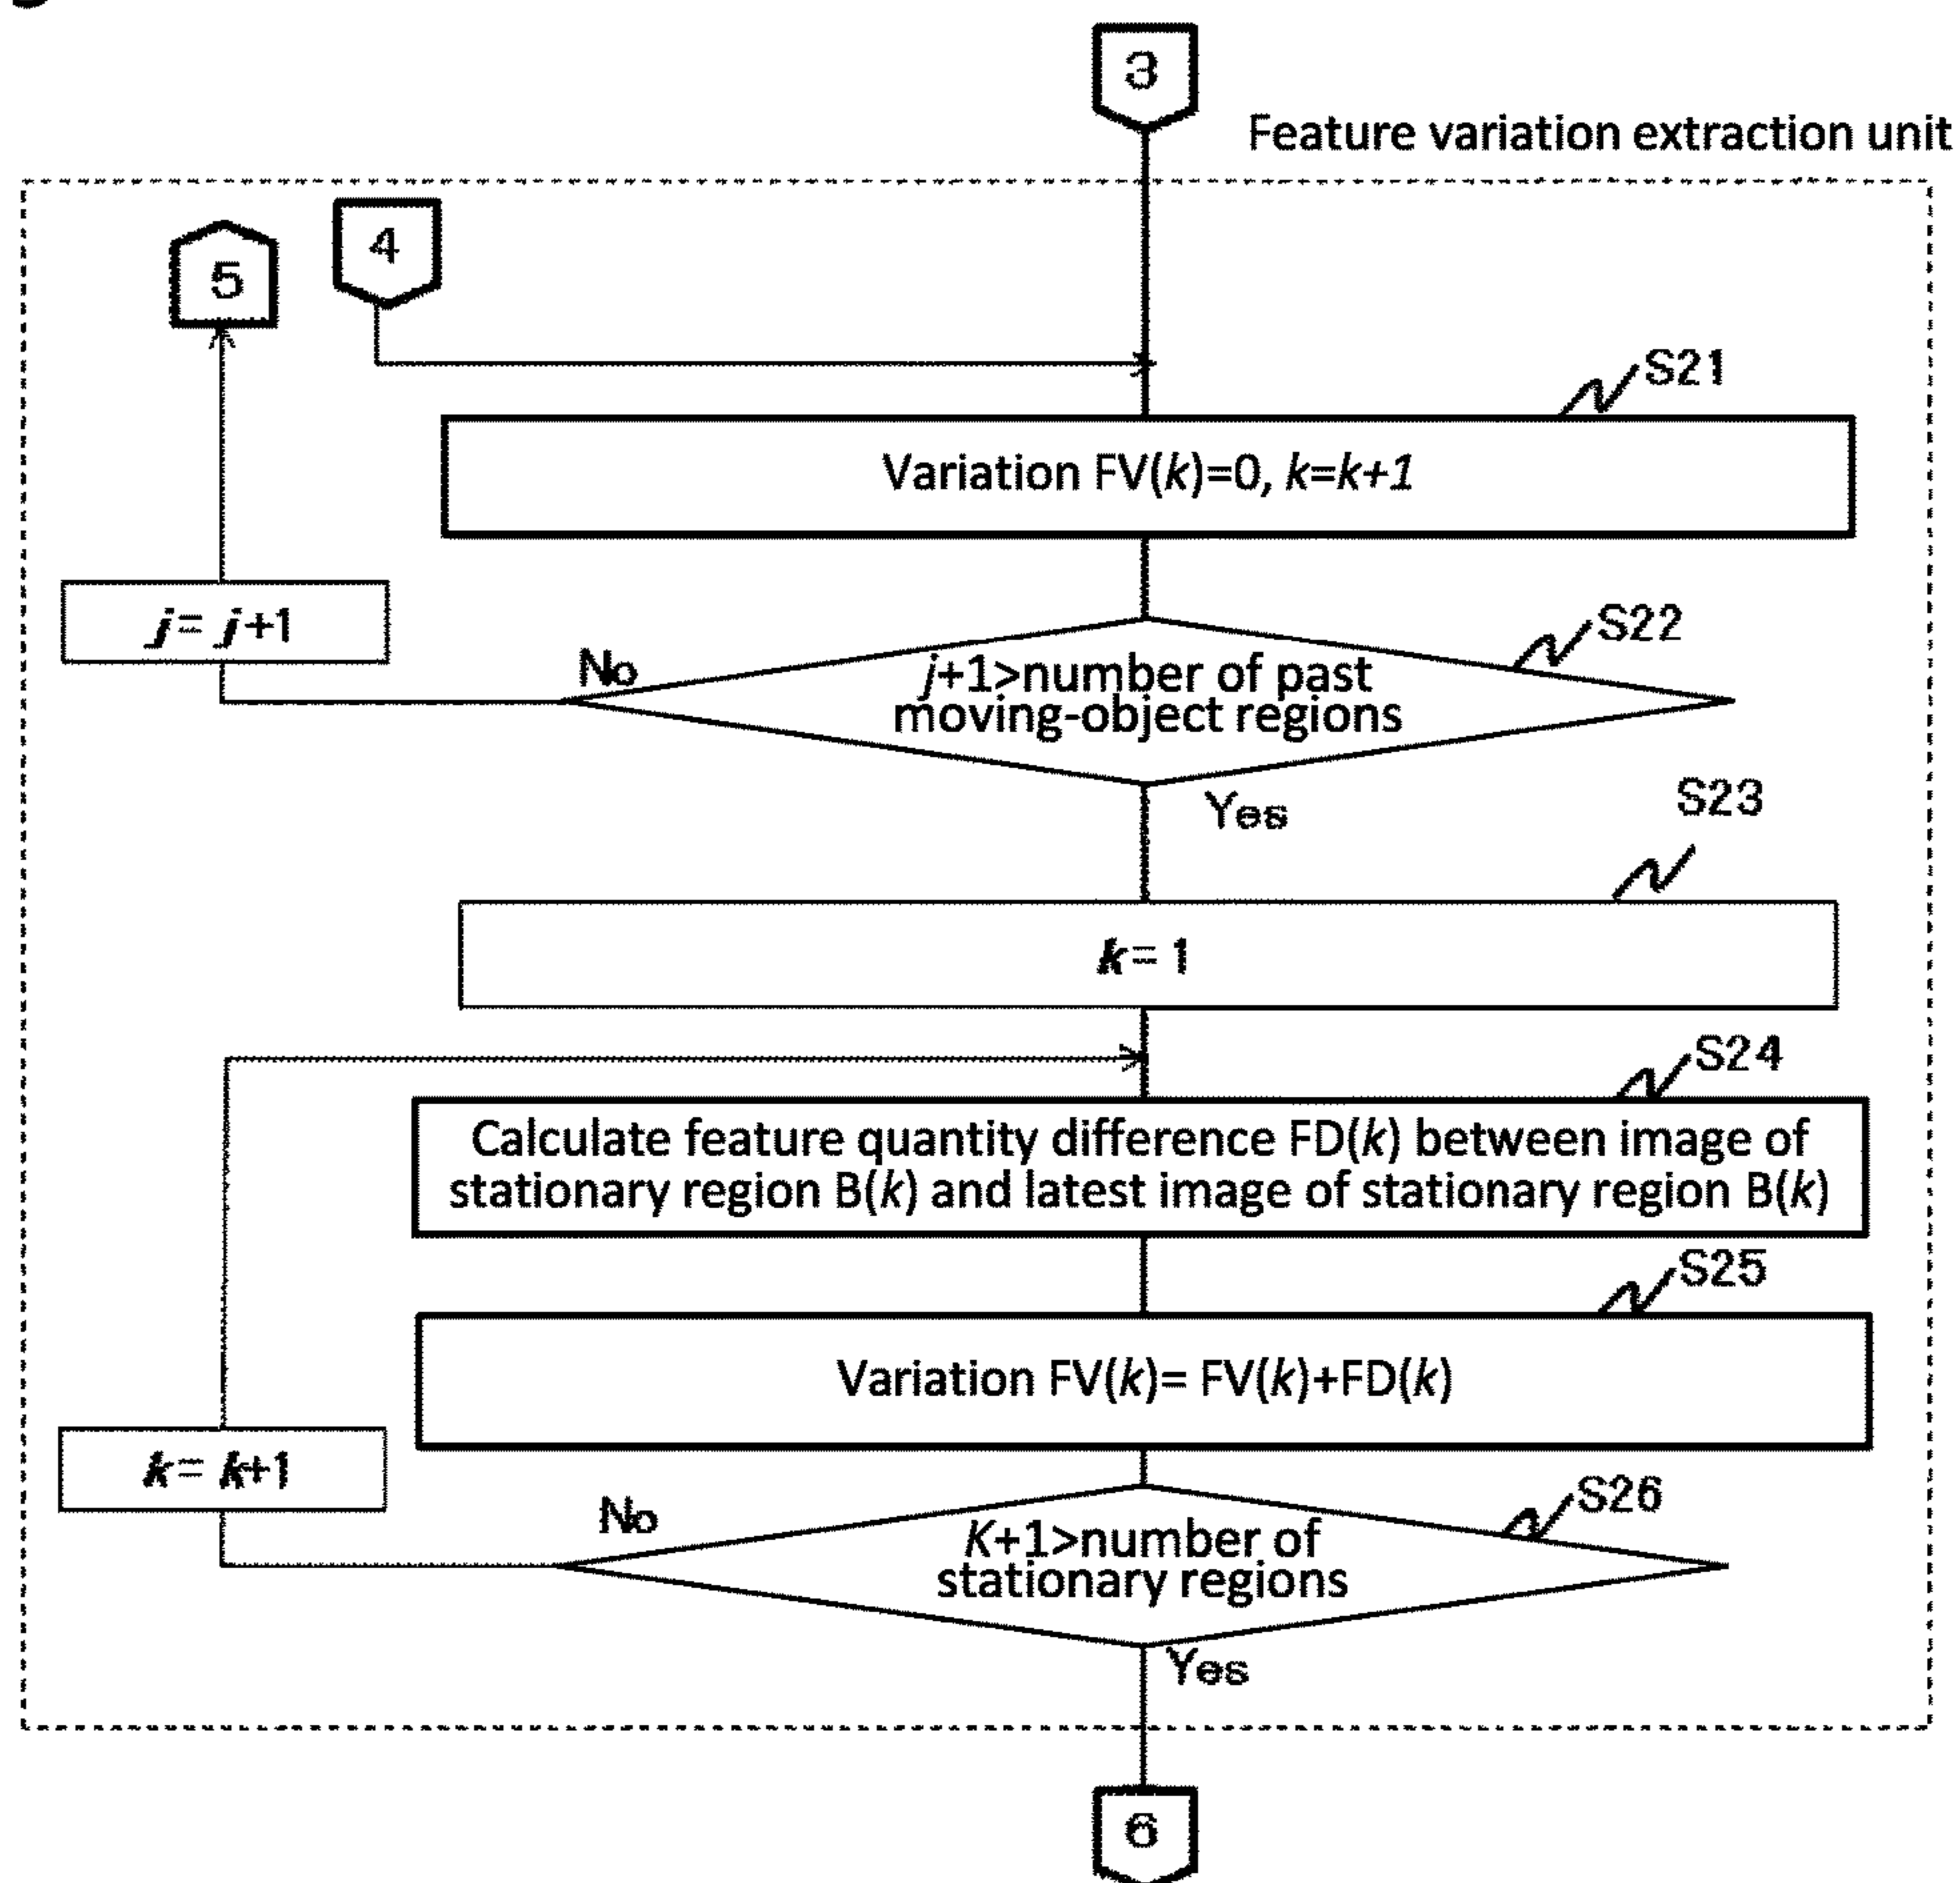 3
Feature variation extraction unit
5
4
S21
Variation FV(k)=0, k=k+1
j= j+1
S22
No
j+1>number of past
moving-object regions
Yes
S23
k= 1
S24
Calculate feature quantity difference FD(k) between image of
stationary region B(k) and latest image of stationary region B(k)
S25
Variation FV(k)= FV(k)+FD(k)
k= k+1
S26
No
K+1>number of
stationary regions
Yes
6